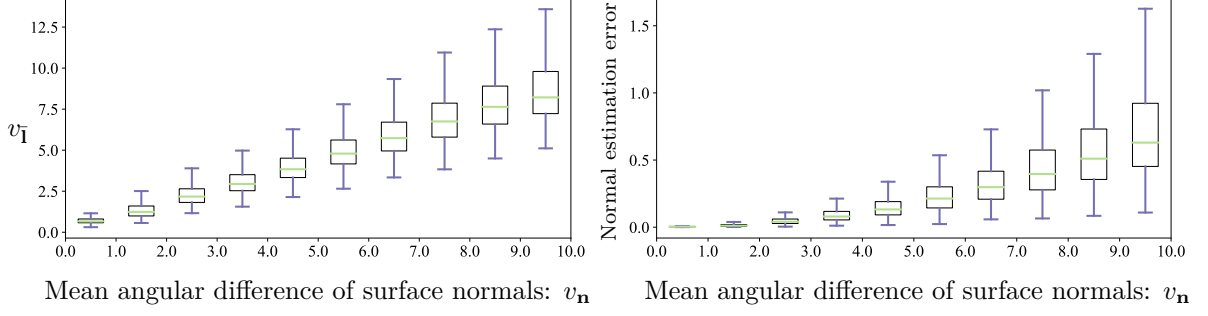 12.5
10.0
7.5
5.0
2.5
0.0
v_Ī
0.0 1.0 2.0 3.0 4.0 5.0 6.0 7.0 8.0 9.0 10.0
Mean angular difference of surface normals: v_n
1.5
1.0
0.5
0.0
Normal estimation error
0.0 1.0 2.0 3.0 4.0 5.0 6.0 7.0 8.0 9.0 10.0
Mean angular difference of surface normals: v_n